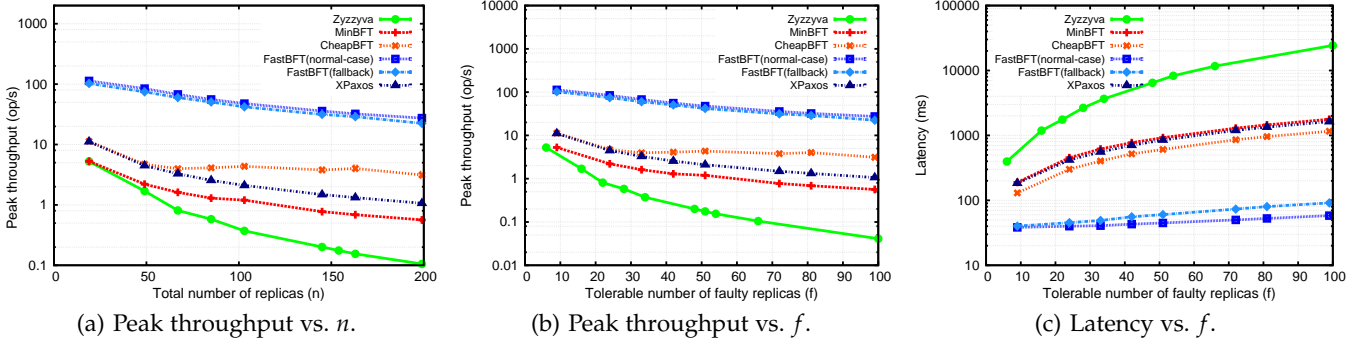 1000
100
10
1
0.1
0
50
100
150
200
Peak throughput (op/s)
Total number of replicas (n)
Zyzzyva
MinBFT
CheapBFT
FastBFT(normal-case)
FastBFT(fallback)
XPaxos
(a) Peak throughput vs. n.
10000
1000
100
10
1
0.1
0.01
0
10
20
30
40
50
60
70
80
90
100
Peak throughput (op/s)
Tolerable number of faulty replicas (f)
Zyzzyva
MinBFT
CheapBFT
FastBFT(normal-case)
FastBFT(fallback)
XPaxos
(b) Peak throughput vs. f.
10000
1000
100
10
0
10
20
30
40
50
60
70
80
90
100
Latency (ms)
Tolerable number of faulty replicas (f)
Zyzzyva
MinBFT
CheapBFT
FastBFT(normal-case)
FastBFT(fallback)
XPaxos
(c) Latency vs. f.